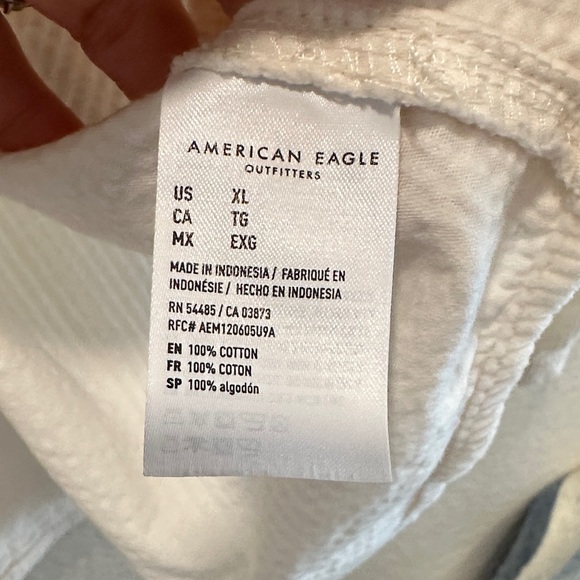 AMERICAN EAGLE
OUTFITTERS
US XL
CA TG
MX EXG
MADE IN INDONESIA / FABRIQUÉ EN
INDONÉSIE / HECHO EN INDONESIA
RN 54485 / CA 03873
RFC# AEM120605U9A
EN 100% COTTON
FR 100% COTON
SP 100% algodón